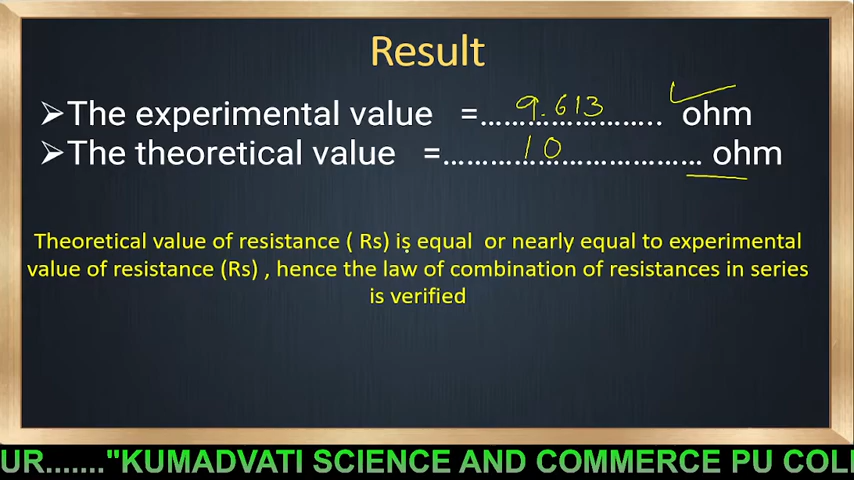 Result
➢The experimental value =...9.613....... ohm
➢The theoretical value =......10............... ohm
Theoretical value of resistance ( Rs) is equal or nearly equal to experimental
value of resistance (Rs) , hence the law of combination of resistances in series
is verified
UR......."KUMADVATI SCIENCE AND COMMERCE PU COL